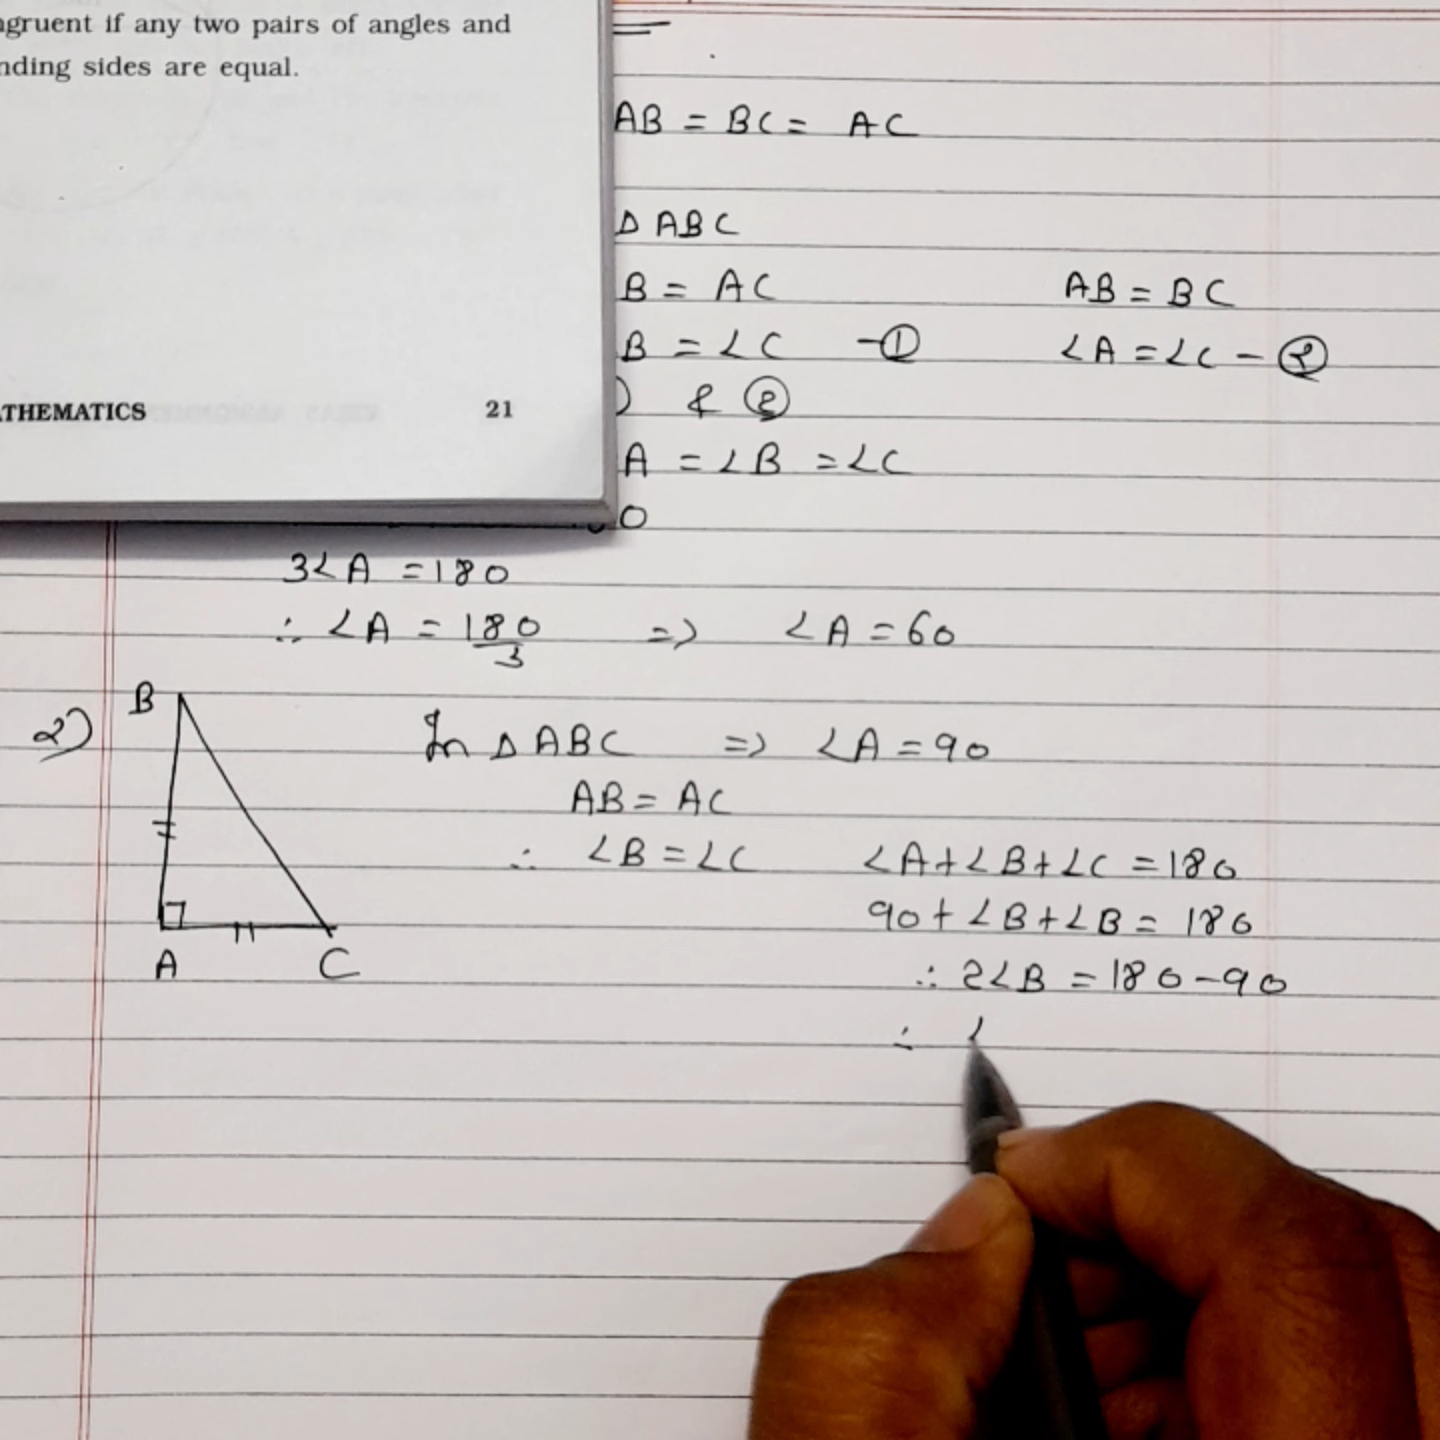 ngruent if any two pairs of angles and
nding sides are equal.
ATHEMATICS 21
AB = BC = AC
Δ ABC
B = AC AB = BC
B = ∠C -① ∠A = ∠C - ②
) & ②
A = ∠B = ∠C
0
3∠A = 180
∴ ∠A = 180/3 => ∠A = 60
2) B
In Δ ABC => ∠A = 90
AB = AC
∴ ∠B = ∠C ∠A + ∠B + ∠C = 180
90 + ∠B + ∠B = 180
A C
∴ 2∠B = 180 - 90
∴ ∠